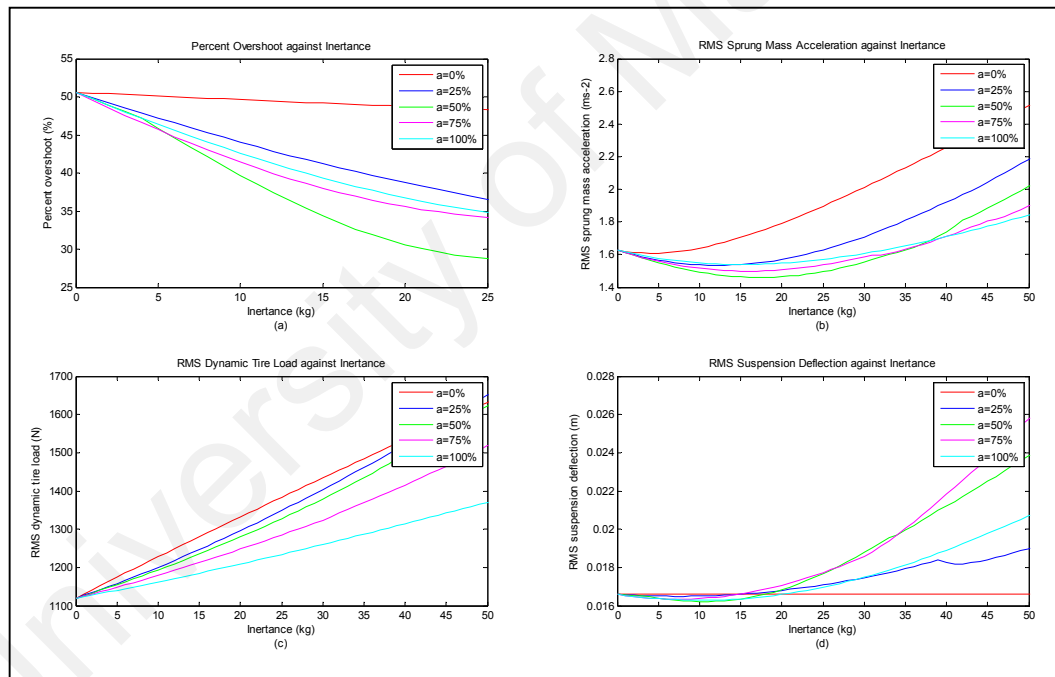 Percent Overshoot against Inertance
55
50
45
40
35
30
25
Percent overshoot (%)
0 5 10 15 20 25
Inertance (kg)
(a)
a=0%
a=25%
a=50%
a=75%
a=100%
RMS Sprung Mass Acceleration against Inertance
2.8
2.6
2.4
2.2
2
1.8
1.6
1.4
RMS sprung mass acceleration (ms-2)
0 5 10 15 20 25 30 35 40 45 50
Inertance (kg)
(b)
a=0%
a=25%
a=50%
a=75%
a=100%
RMS Dynamic Tire Load against Inertance
1700
1600
1500
1400
1300
1200
1100
RMS dynamic tire load (N)
0 5 10 15 20 25 30 35 40 45 50
Inertance (kg)
(c)
a=0%
a=25%
a=50%
a=75%
a=100%
RMS Suspension Deflection against Inertance
0.028
0.026
0.024
0.022
0.02
0.018
0.016
RMS suspension deflection (m)
0 5 10 15 20 25 30 35 40 45 50
Inertance (kg)
(d)
a=0%
a=25%
a=50%
a=75%
a=100%
University of M